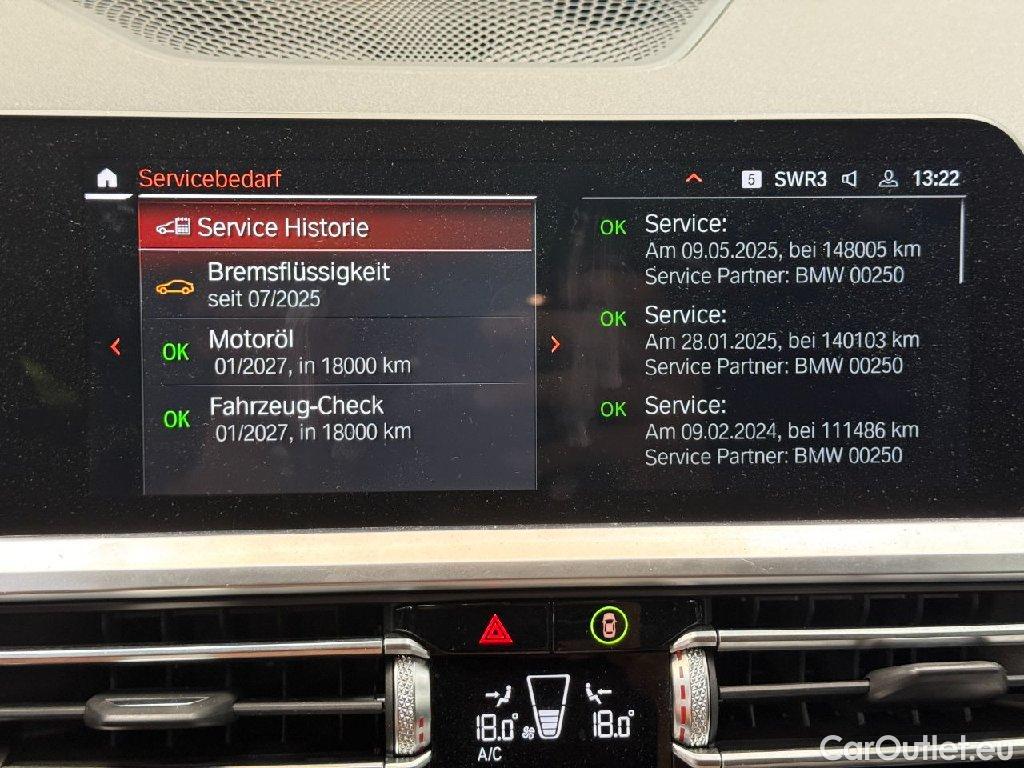 Servicebedarf
5 SWR3 13:22
Service Historie
Bremsflüssigkeit
seit 07/2025
OK Motoröl
01/2027, in 18000 km
OK Fahrzeug-Check
01/2027, in 18000 km
OK Service:
Am 09.05.2025, bei 148005 km
Service Partner: BMW 00250
OK Service:
Am 28.01.2025, bei 140103 km
Service Partner: BMW 00250
OK Service:
Am 09.02.2024, bei 111486 km
Service Partner: BMW 00250
18.0° 18.0°
A/C
CarOutlet.eu